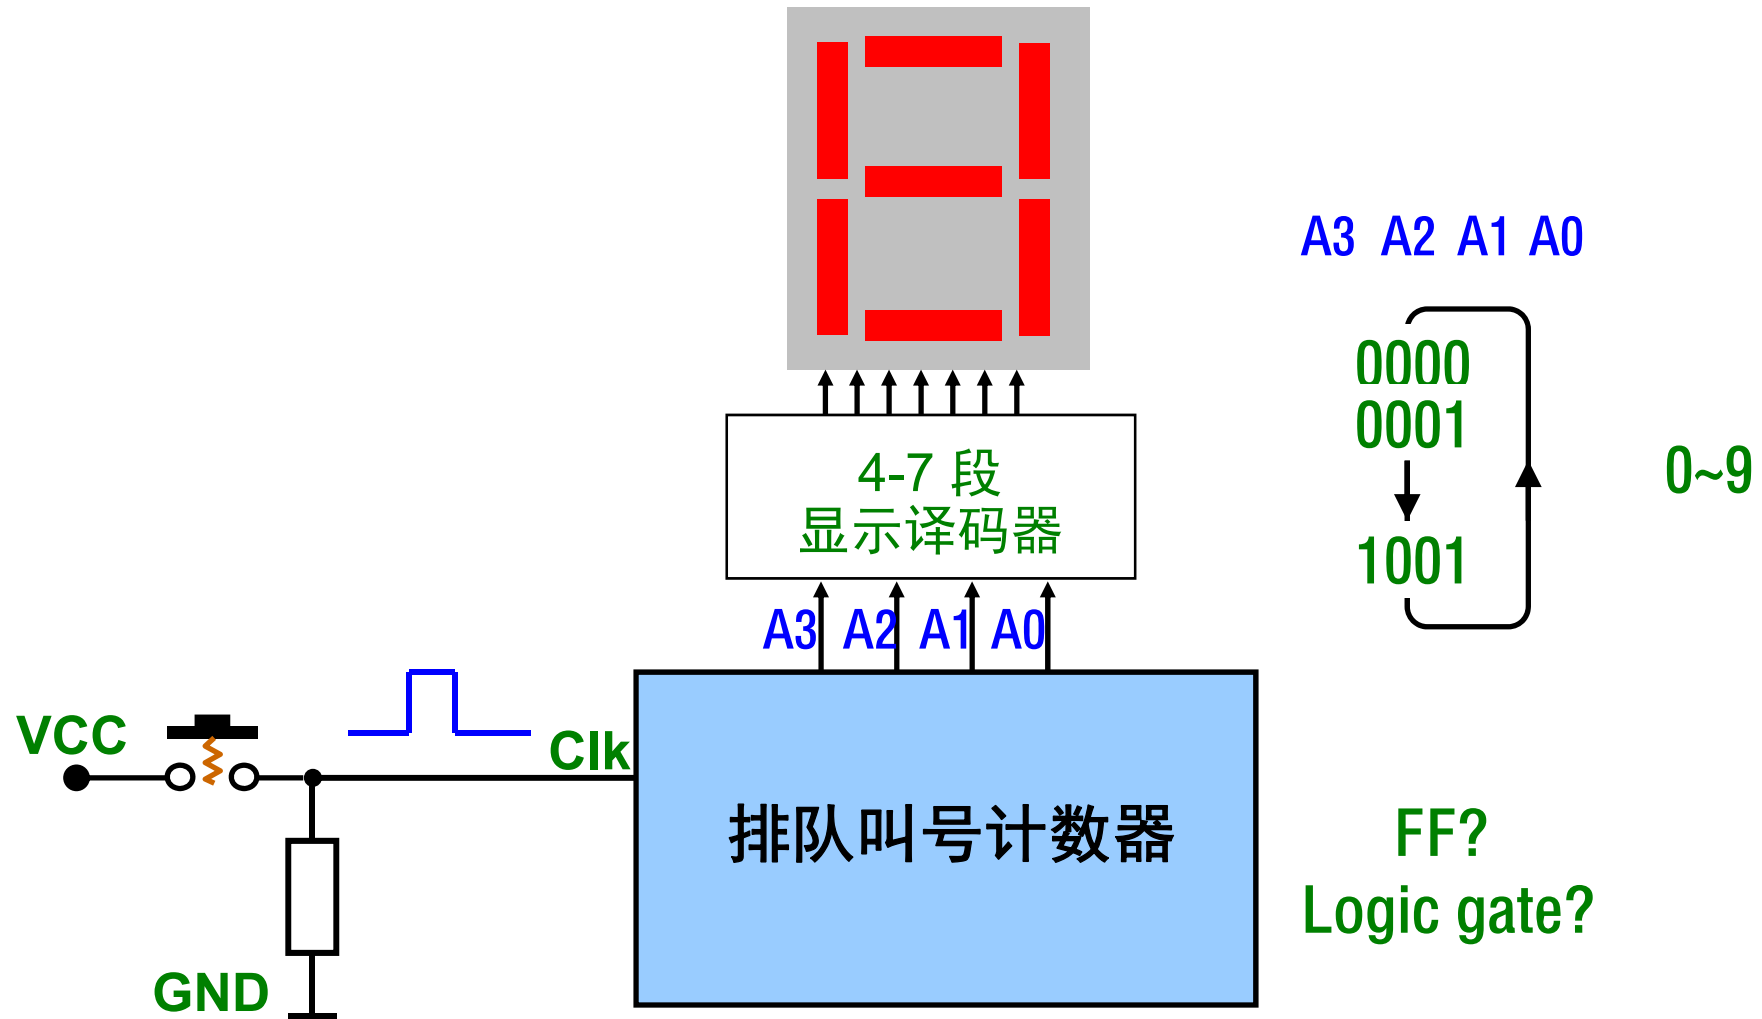 A3 A2 A1 A0
0000
0001
1001
0~9
4-7 段
显示译码器
A3 A2 A1 A0
VCC
Clk
排队叫号计数器
GND
FF?
Logic gate?